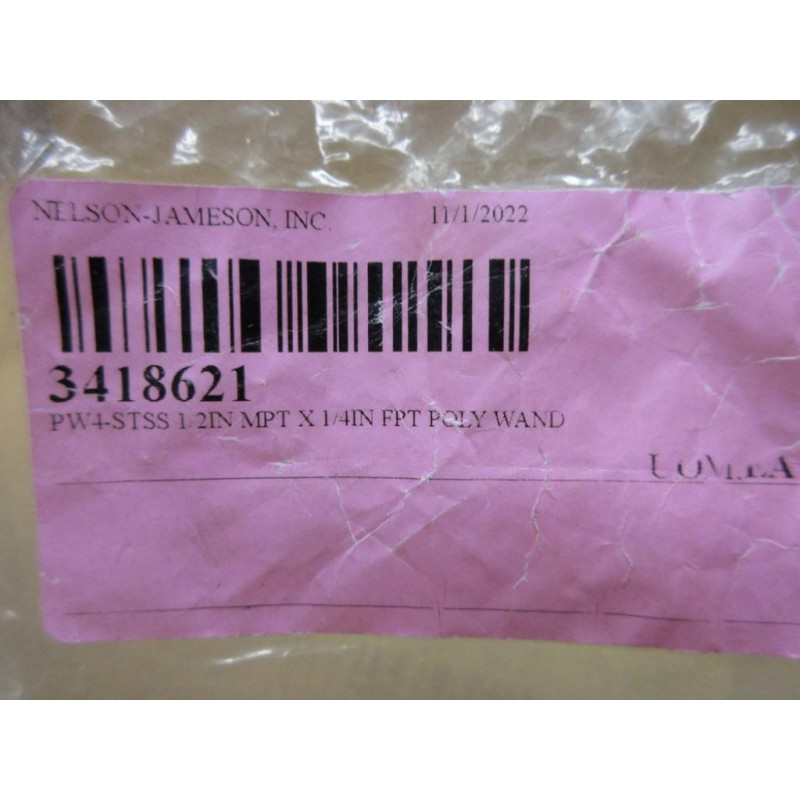 NELSON-JAMESON, INC. 11/1/2022
3418621
PW4-STSS 1/2IN MPT X 1/4IN FPT POLY WAND